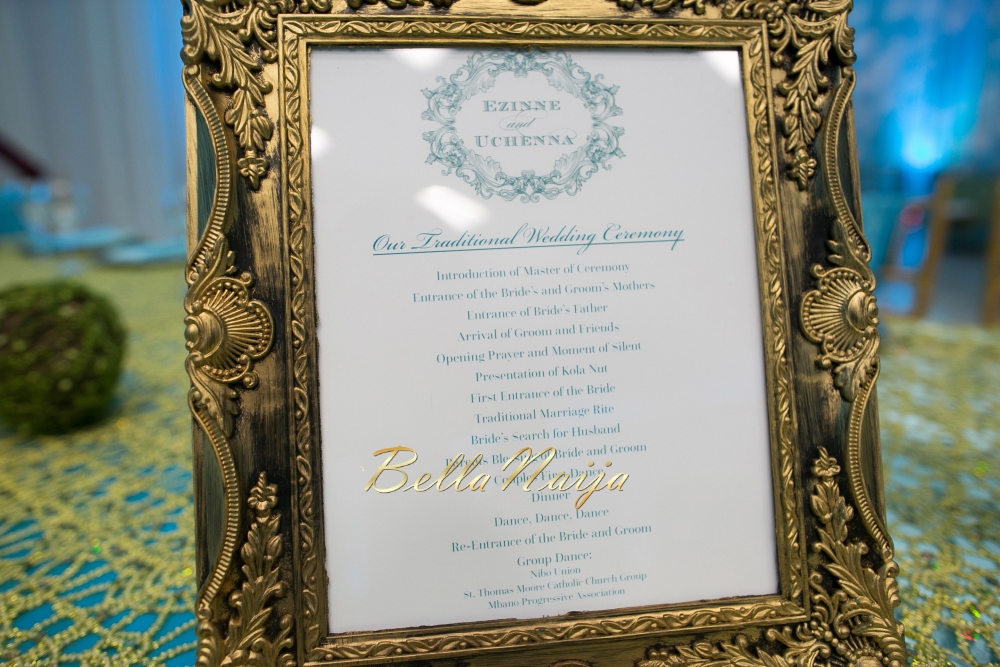 EZINNE
and
UCHENNA
Our Traditional Wedding Ceremony
Introduction of Master of Ceremony
Entrance of the Bride's and Groom's Mothers
Entrance of Bride's Father
Arrival of Groom and Friends
Opening Prayer and Moment of Silent
Presentation of Kola Nut
First Entrance of the Bride
Traditional Marriage Rite
Bride's Search for Husband
Parents Blessing of Bride and Groom
Dance
BellaNaija
Dinner
Dance, Dance, Dance
Re-Entrance of the Bride and Groom
Group Dance:
Nibo Union
St. Thomas Moore Catholic Church Group
Mbano Progressive Association